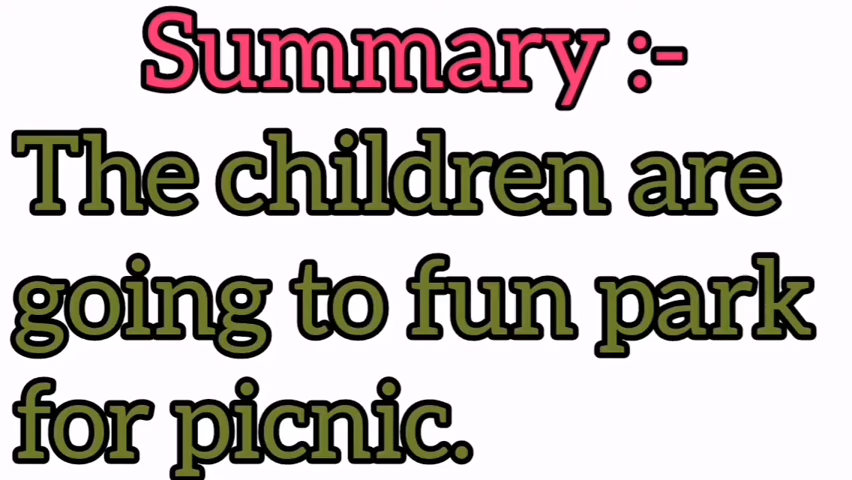 Summary :-
The children are
going to fun park
for picnic.